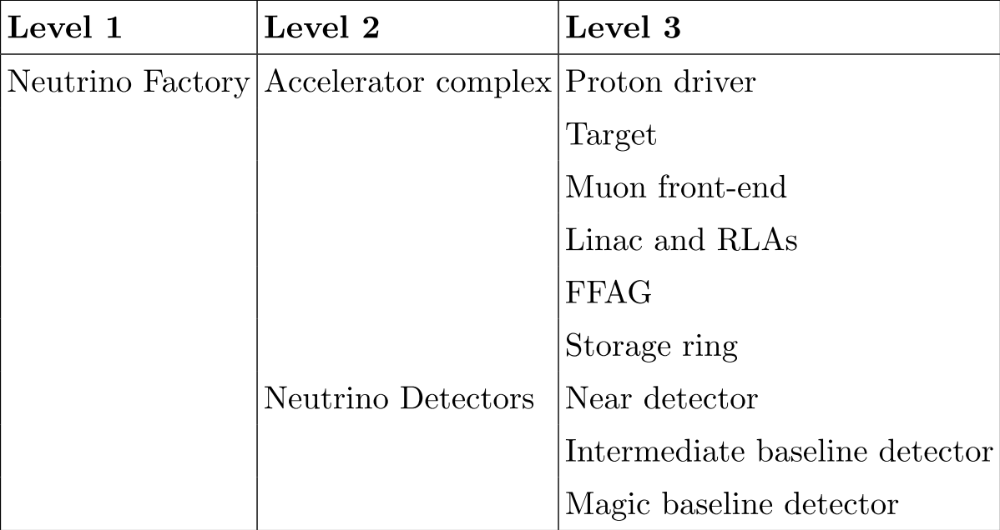 Level 1 Level 2 Level 3
Neutrino Factory Accelerator complex Proton driver
Target
Muon front-end
Linac and RLAs
FFAG
Storage ring
Neutrino Detectors Near detector
Intermediate baseline detector
Magic baseline detector